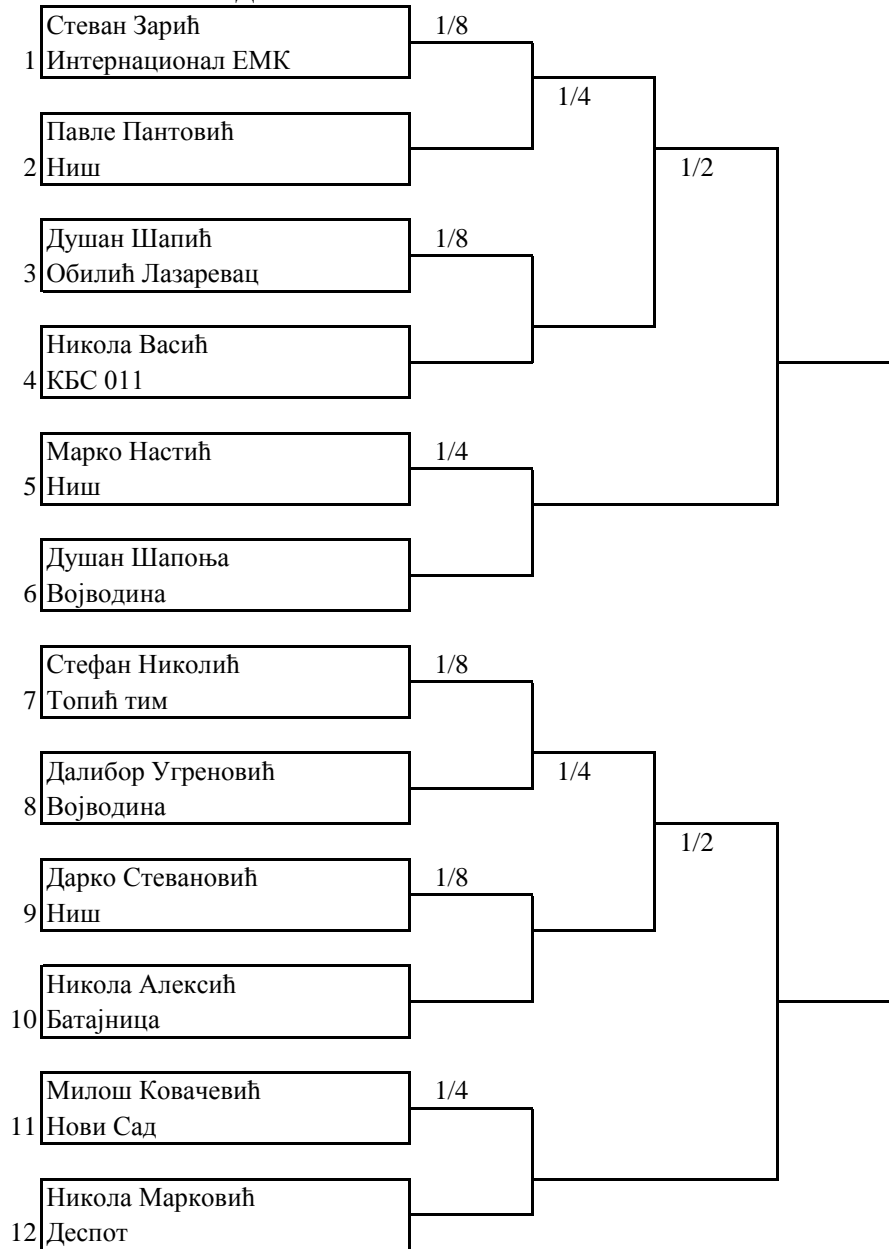 Стеван Зарић 1/8
1 Интернационал ЕМК
1/4
Павле Пантовић
2 Ниш 1/2
Душан Шапић 1/8
3 Обилић Лазаревац
Никола Васић
4 КБС 011
Марко Настић 1/4
5 Ниш
Душан Шапоња
6 Војводина
Стефан Николић 1/8
7 Топић тим
Далибор Угреновић 1/4
8 Војводина
1/2
Дарко Стевановић 1/8
9 Ниш
Никола Алексић
10 Батајница
Милош Ковачевић 1/4
11 Нови Сад
Никола Марковић
12 Деспот